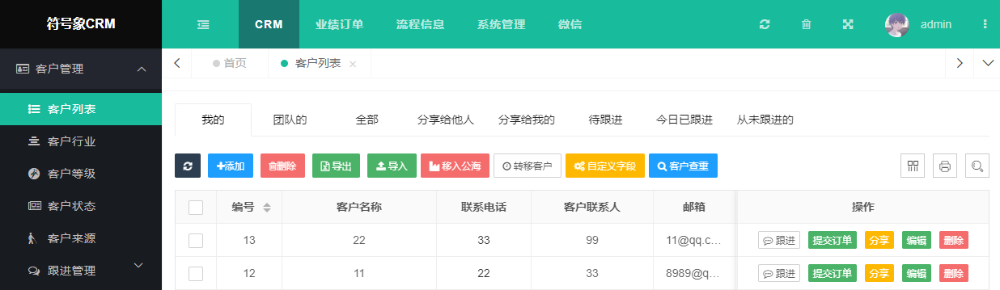 符号象CRM
CRM 业绩订单 流程信息 系统管理 微信 admin
客户管理
客户列表
客户行业
客户等级
客户状态
客户来源
跟进管理
首页 客户列表
我的 团队的 全部 分享给他人 分享给我的 待跟进 今日已跟进 从未跟进的
添加 删除 导出 导入 移入公海 转移客户 自定义字段 客户查重
编号 客户名称 联系电话 客户联系人 邮箱 操作
13 22 33 99 11@qq.c... 跟进 提交订单 分享 编辑 删除
12 11 22 33 8989@q... 跟进 提交订单 分享 编辑 删除